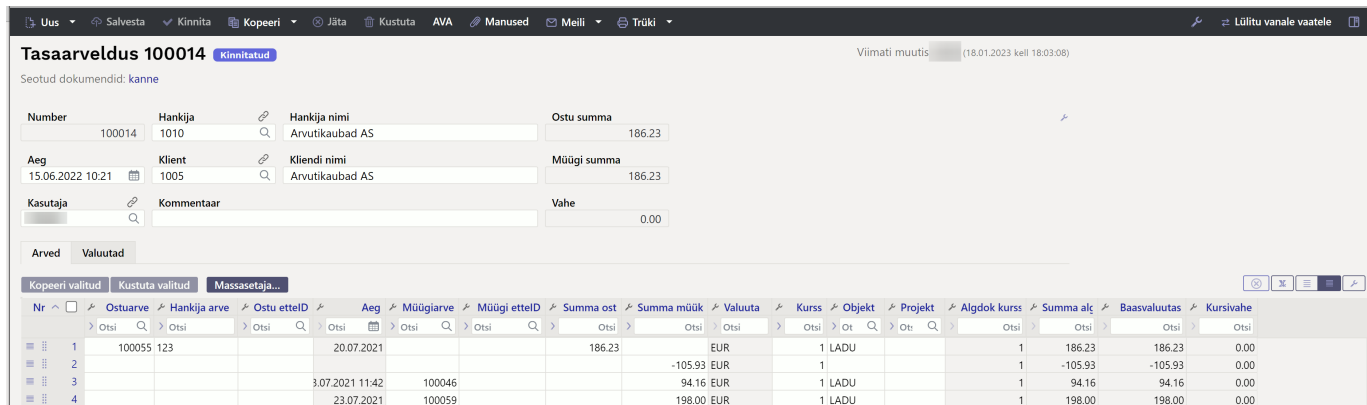 Uus Salvesta Kinnita Kopeeri Jäta Kustuta AVA Manused Meili Trüki Lülitu vanale vaatele
Tasaarveldus 100014 Kinnitatud Viimati muutis (18.01.2023 kell 18:03:08)
Seotud dokumendid: kanne
Number Hankija Hankija nimi Ostu summa
100014 1010 Arvutikaubad AS 186.23
Aeg Klient Kliendi nimi Müügi summa
15.06.2022 10:21 1005 Arvutikaubad AS 186.23
Kasutaja Kommentaar Vahe
0.00
Arved Valuutad
Kopeeri valitud Kustuta valitud Massasetaja...
Nr Ostuarve Hankija arve Ostu etteID Aeg Müügiarve Müügi etteID Summa ost Summa müük Valuuta Kurss Objekt Projekt Algdok kurss Summa alg Baasvaluutas Kursivahe
Otsi Otsi Otsi Otsi Otsi Otsi Otsi Otsi Otsi Otsi Ot Ots Otsi Otsi Otsi Otsi
1 100055 123 20.07.2021 186.23 EUR 1 LADU 1 186.23 186.23 0.00
2 -105.93 EUR 1 1 -105.93 -105.93 0.00
3 3.07.2021 11:42 100046 94.16 EUR 1 LADU 1 94.16 94.16 0.00
4 23.07.2021 100059 198.00 EUR 1 LADU 1 198.00 198.00 0.00